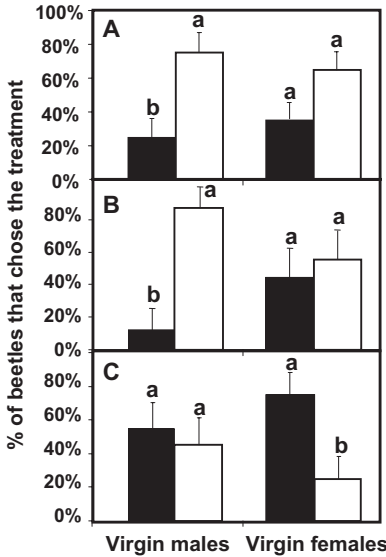 % of beetles that chose the treatment
100%
A
a
a
a
80%
60%
b
40%
20%
0%
B
a
80%
a
a
60%
40%
b
20%
0%
C
a
80%
a
a
60%
b
40%
20%
0%
Virgin males Virgin females